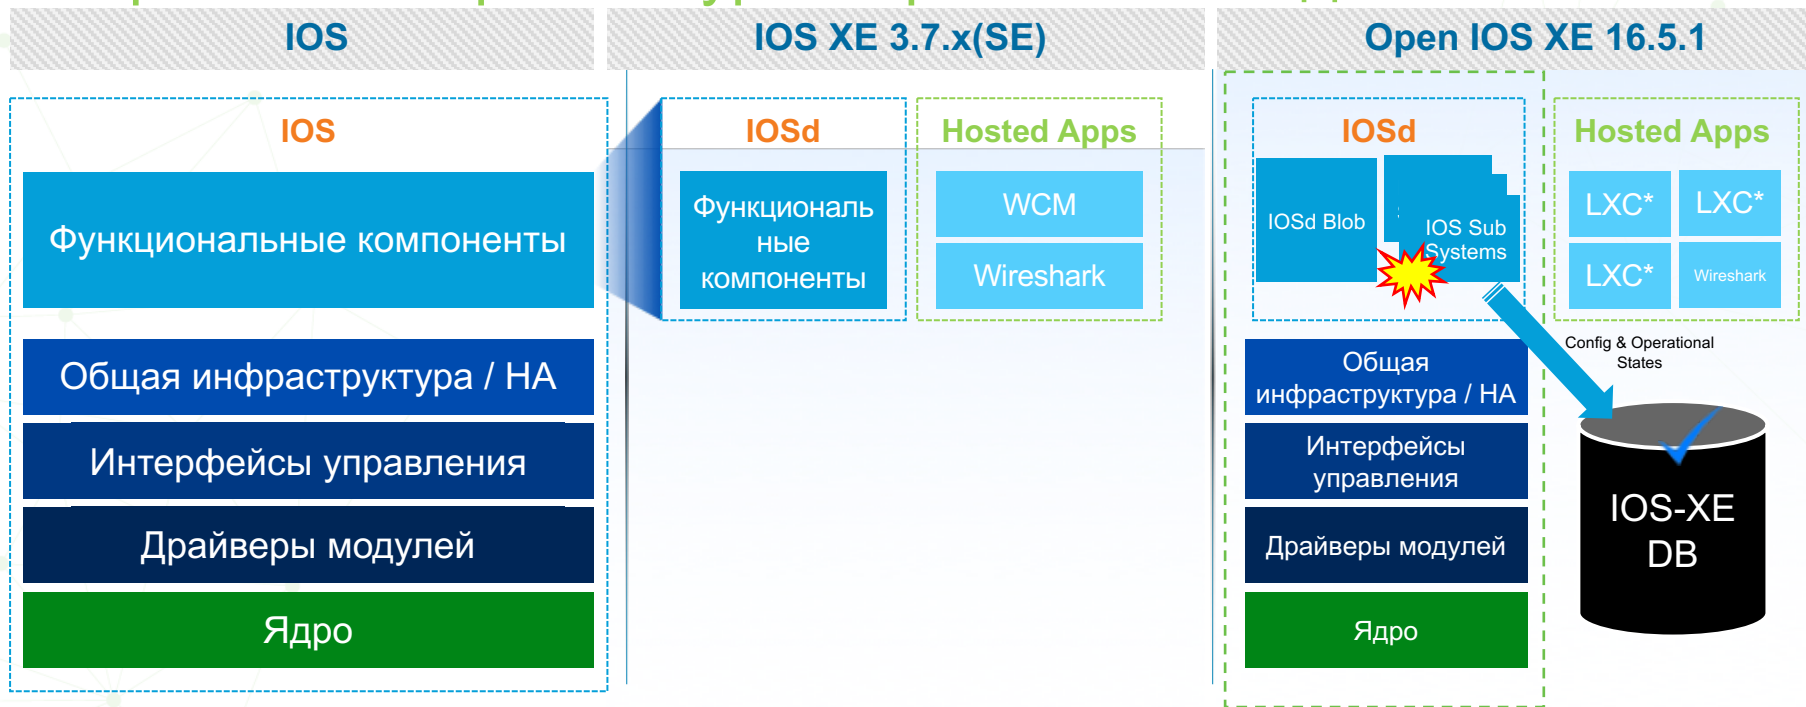 IOS
IOS XE 3.7.x(SE)
Open IOS XE 16.5.1
IOS
Функциональные компоненты
Общая инфраструктура / HA
Интерфейсы управления
Драйверы модулей
Ядро
IOSd
Функциональ
ные
компоненты
Hosted Apps
WCM
Wireshark
IOSd
IOSd Blob
IOS Sub
Systems
Общая
инфраструктура / HA
Интерфейсы
управления
Драйверы модулей
Ядро
Hosted Apps
LXC*
LXC*
LXC*
Wireshark
Config & Operational
States
IOS-XE
DB